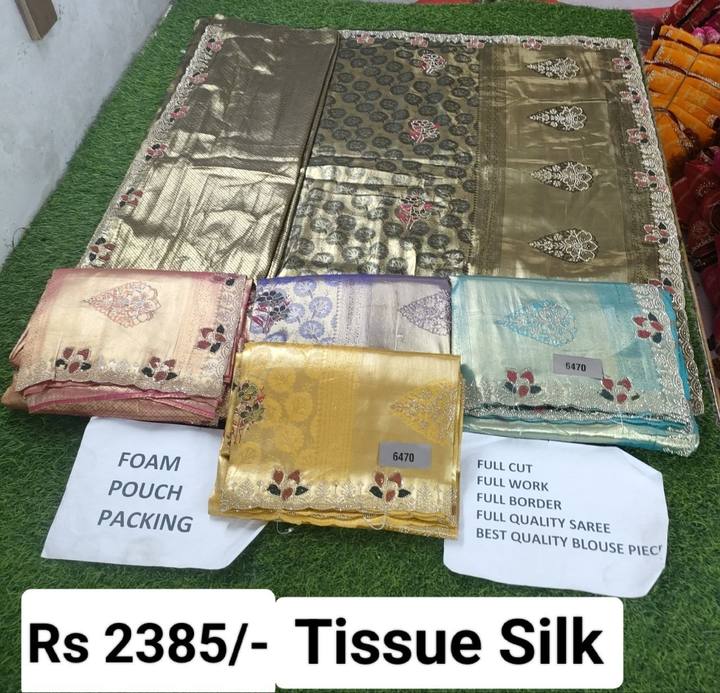 6470
6470
FOAM
POUCH
PACKING
FULL CUT
FULL WORK
FULL BORDER
FULL QUALITY SAREE
BEST QUALITY BLOUSE PIEC
Rs 2385/- Tissue Silk